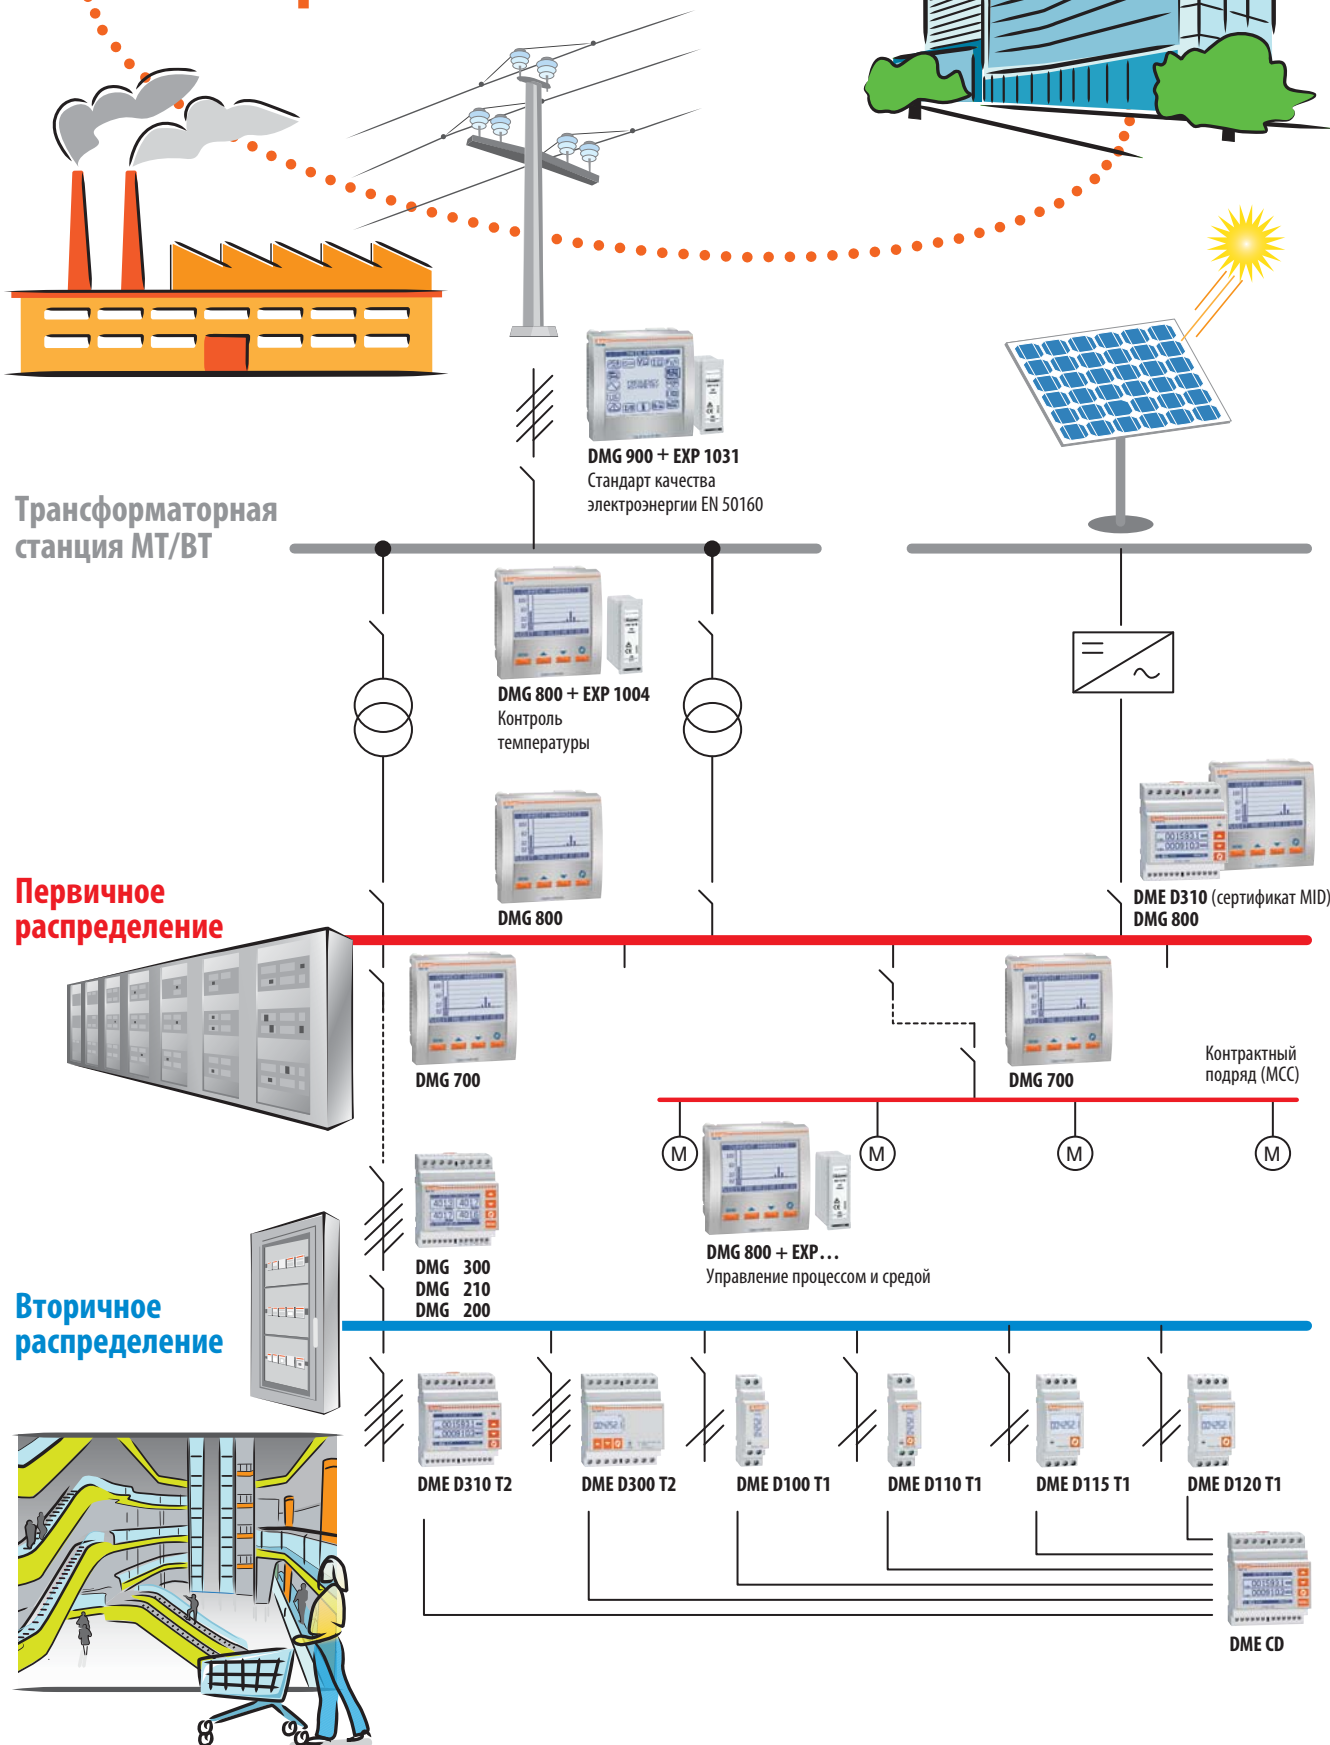 DMG 900 + EXP 1031
Стандарт качества
электроэнергии EN 50160
Трансформаторная
станция МТ/ВТ
DMG 800 + EXP 1004
Контроль
температуры
DMG 800
DME D310 (сертификат MID)
DMG 800
Первичное
распределение
DMG 700
DMG 700
Контрактный
подряд (МСС)
M
M
M
M
DMG 800 + EXP…
Управление процессом и средой
DMG 300
DMG 210
DMG 200
Вторичное
распределение
DME D310 T2
DME D300 T2
DME D100 T1
DME D110 T1
DME D115 T1
DME D120 T1
DME CD